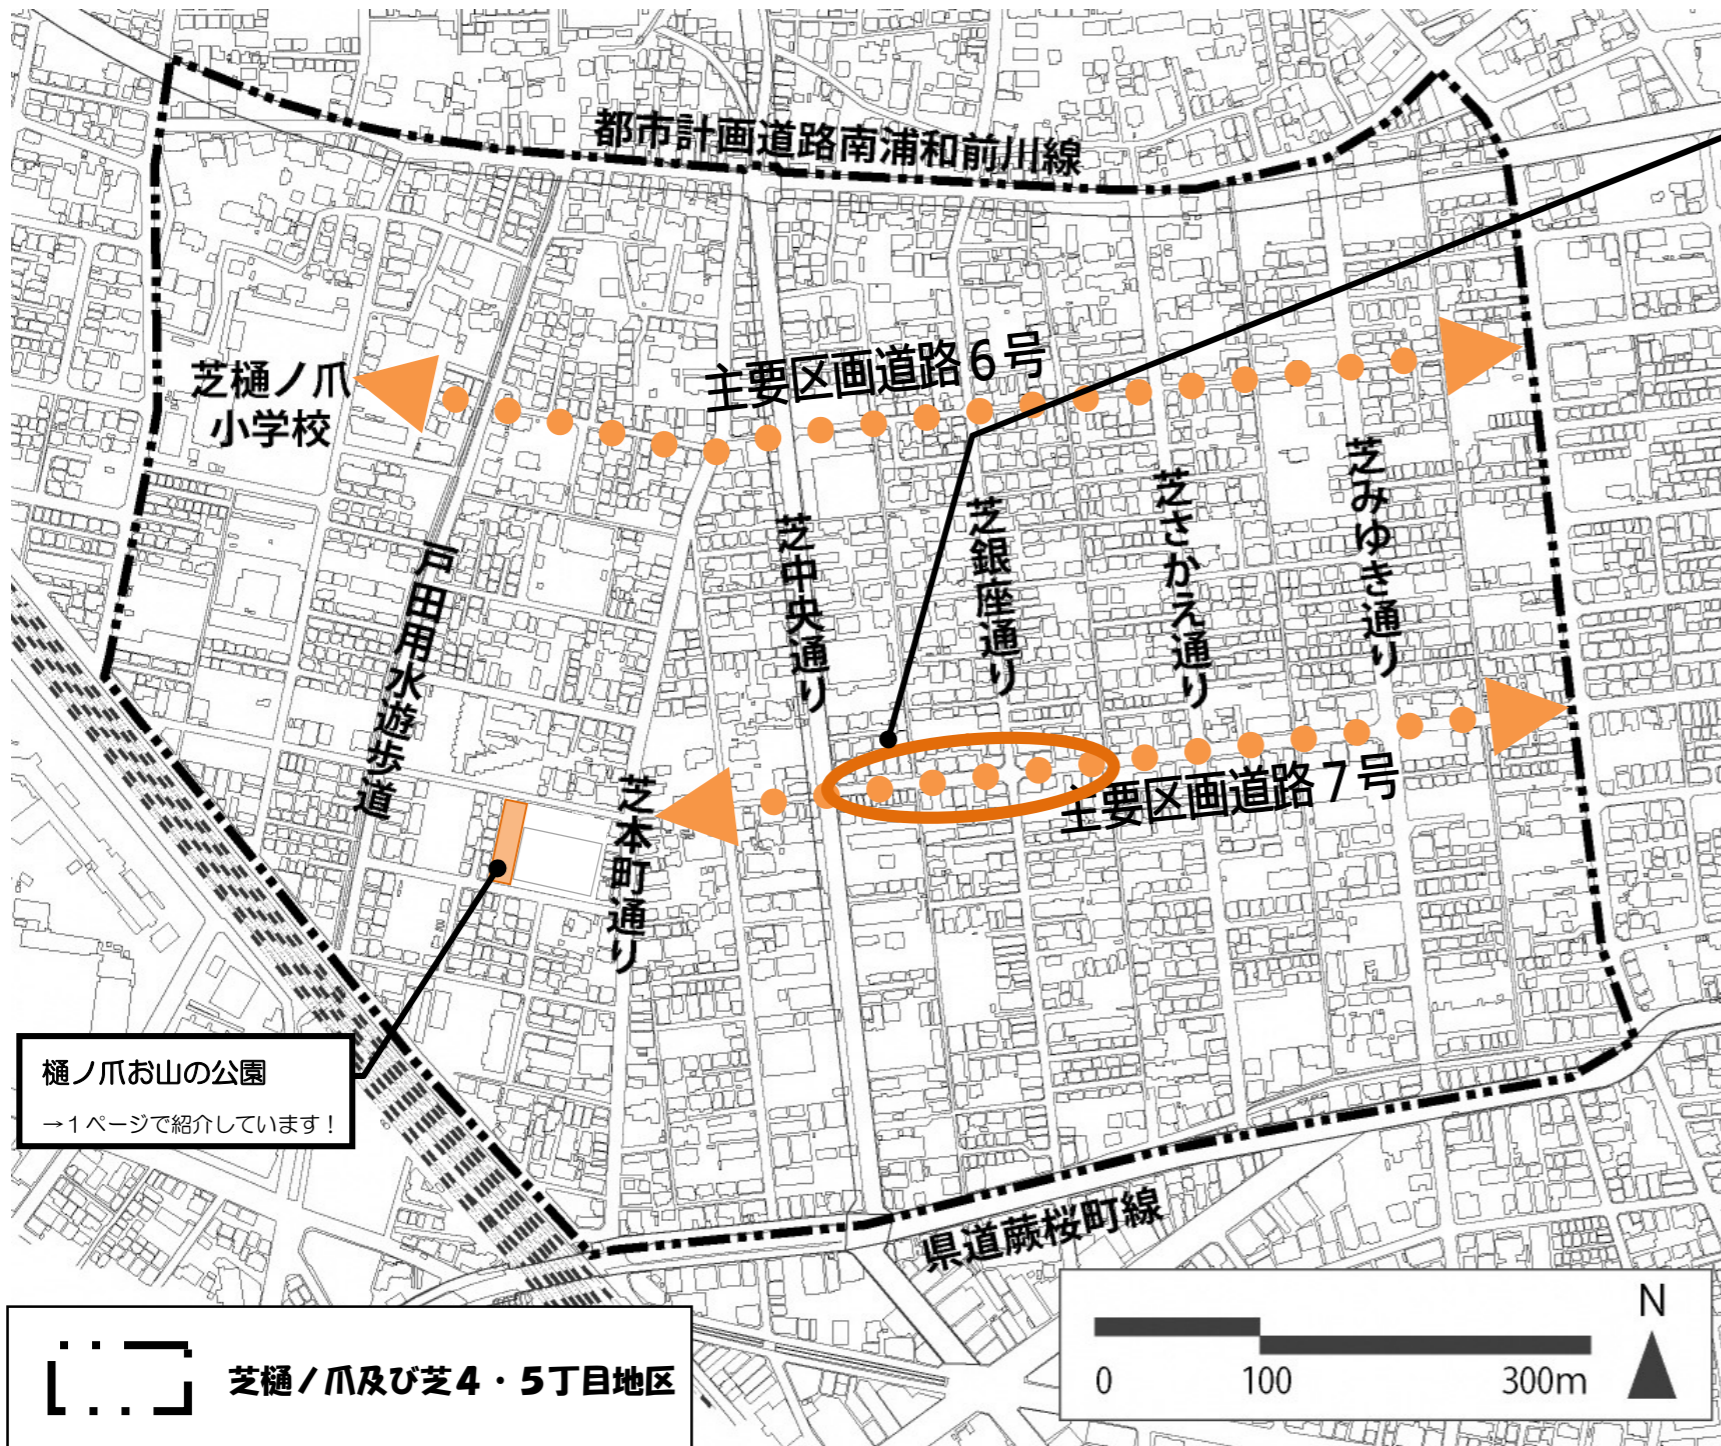 都市計画道路南浦和前川線
主要区画道路６号
芝樋ノ爪
小学校
芝みゆき通り
芝さかえ通り
芝銀座通り
芝中央通り
戸田用水遊歩道
主要区画道路７号
芝本町通り
樋ノ爪お山の公園
→１ページで紹介しています！
県道蕨桜町線
芝樋ノ爪及び芝４・５丁目地区
N
0 100 300m